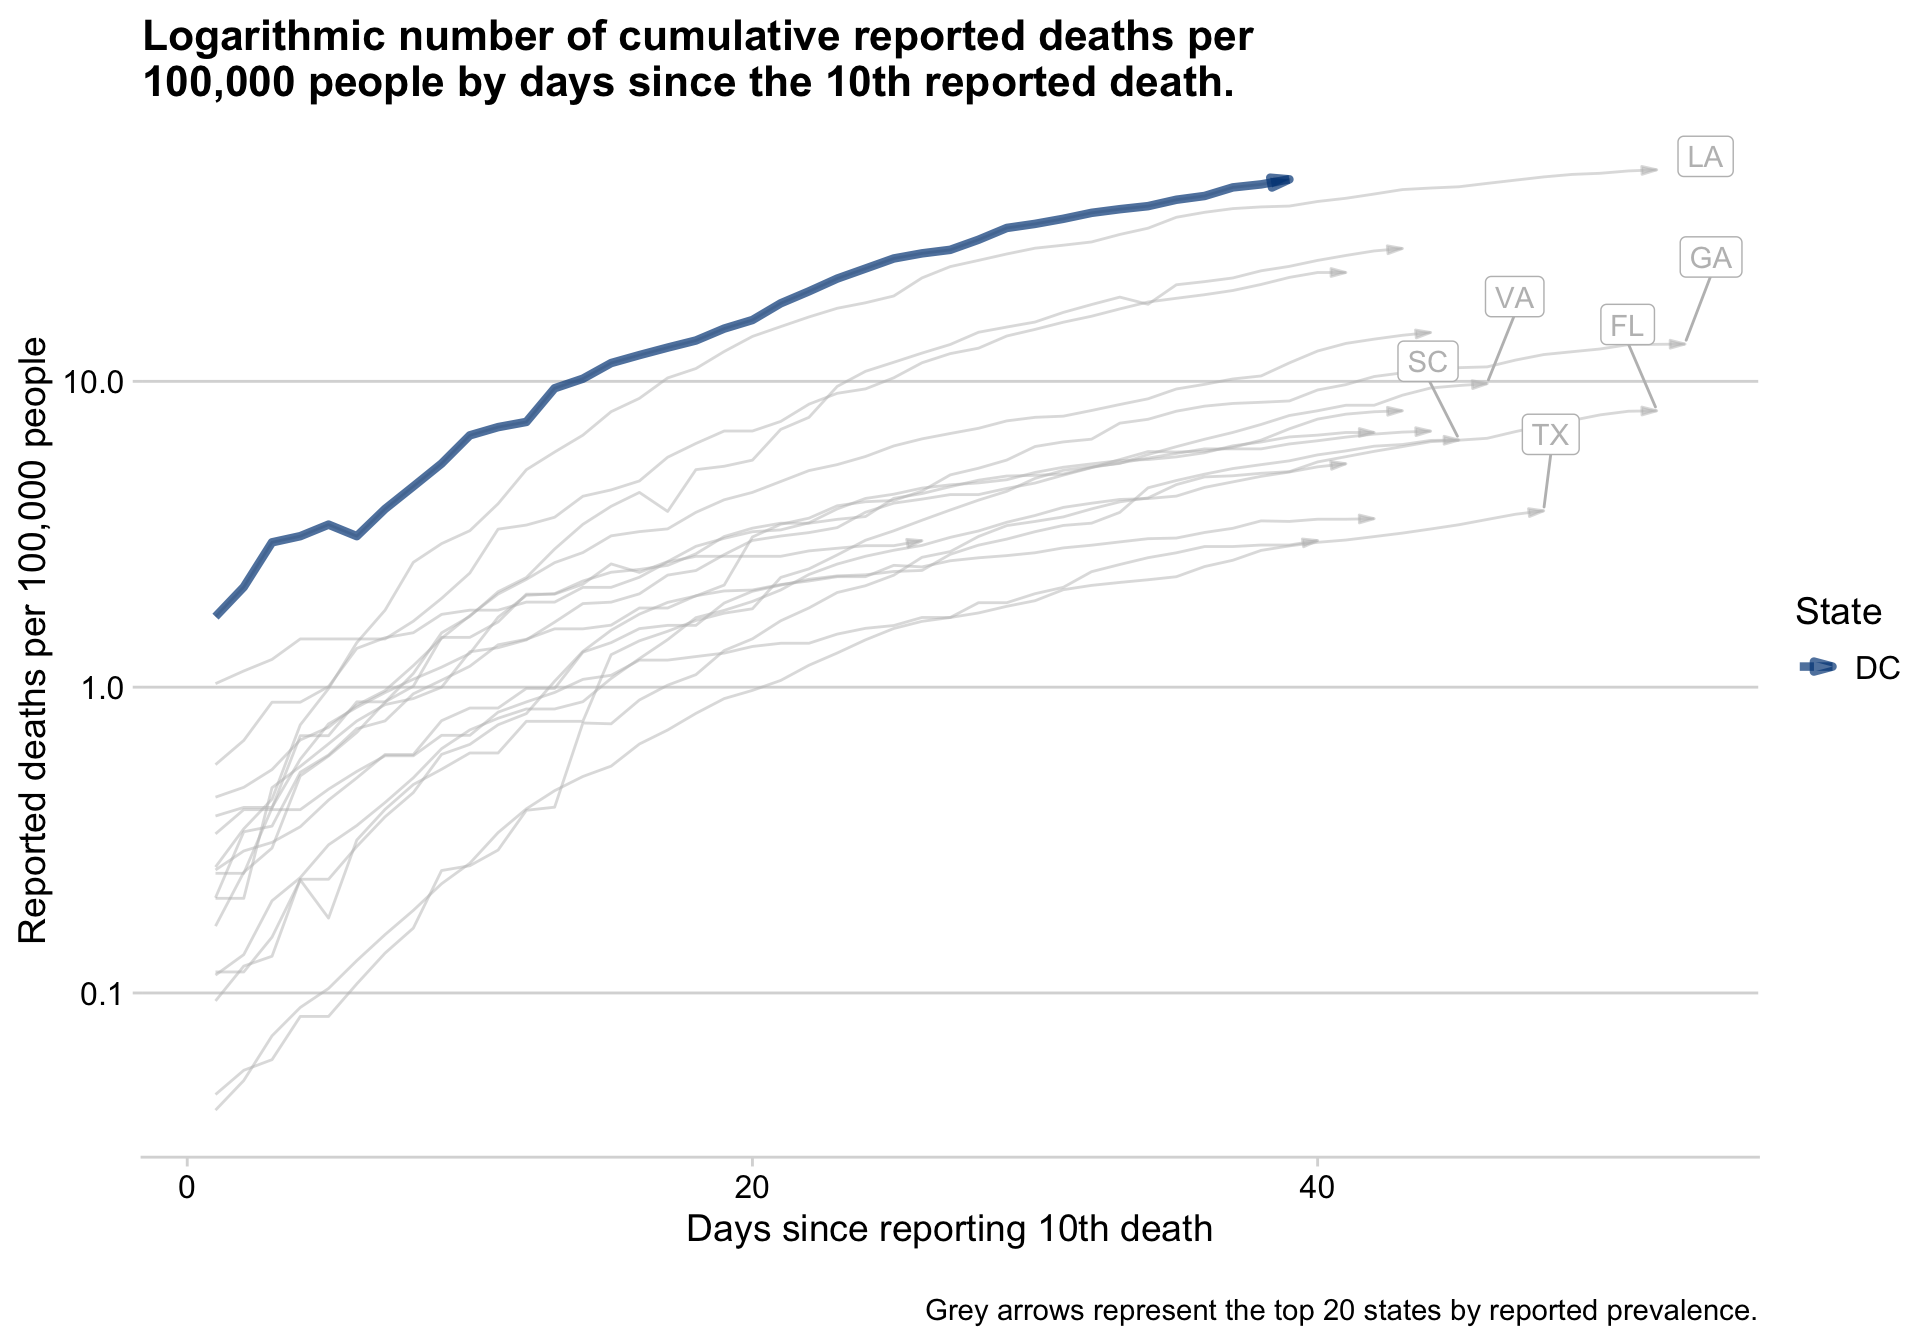 Logarithmic number of cumulative reported deaths per
100,000 people by days since the 10th reported death.
LA
GA
VA
FL
SC
TX
10.0
1.0
0.1
Reported deaths per 100,000 people
State
DC
0
20
40
Days since reporting 10th death
Grey arrows represent the top 20 states by reported prevalence.